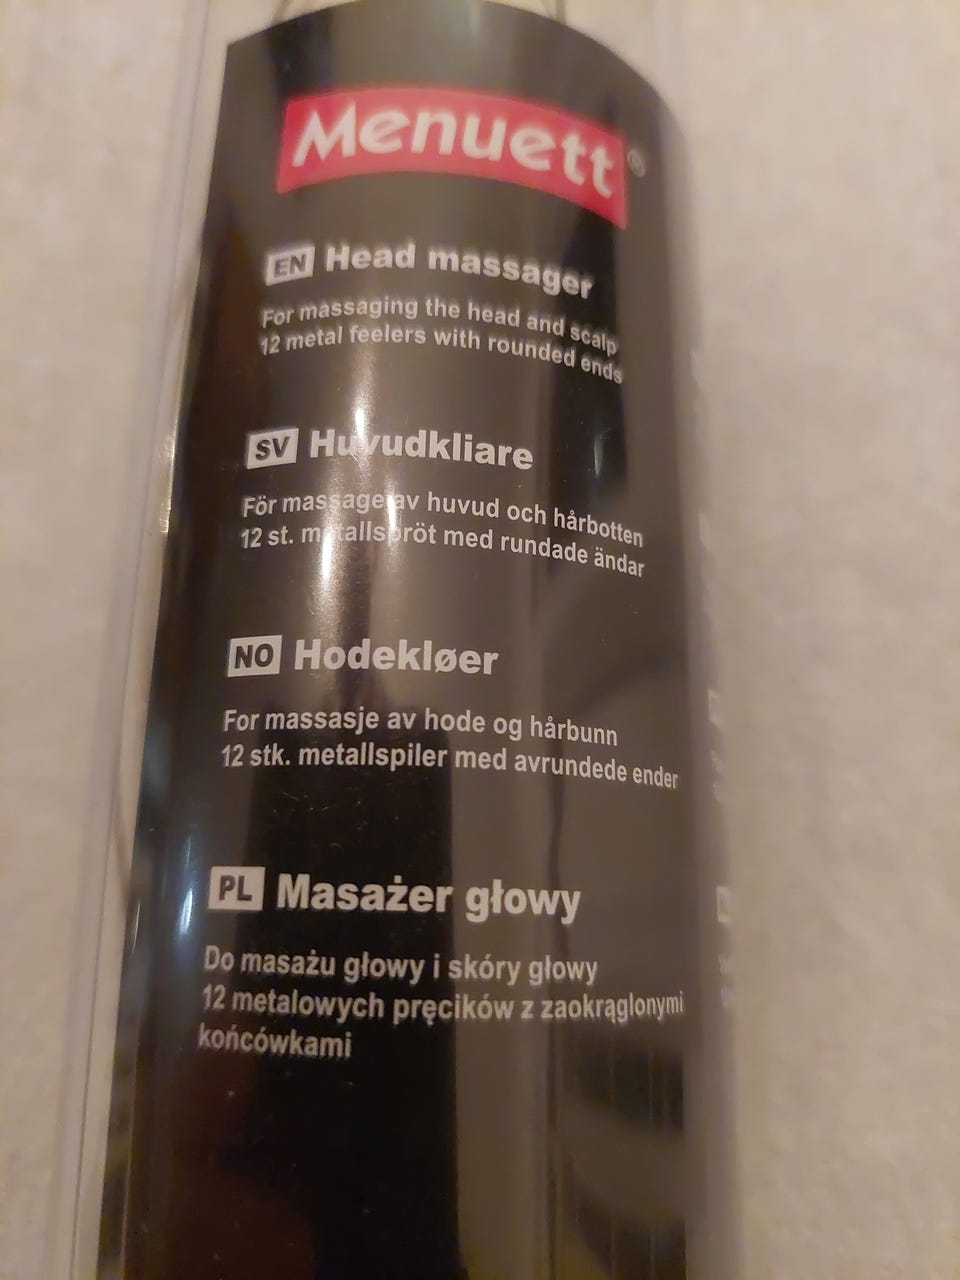 Menuett®
EN Head massager
For massaging the head and scalp
12 metal feelers with rounded ends
SV Huvudkliare
För massage av huvud och hårbotten
12 st. metallspröt med rundade ändar
NO Hodekløer
For massasje av hode og hårbunn
12 stk. metallspiler med avrundede ender
PL Masażer głowy
Do masażu głowy i skóry głowy
12 metalowych pręcików z zaokrąglonymi
końcówkami